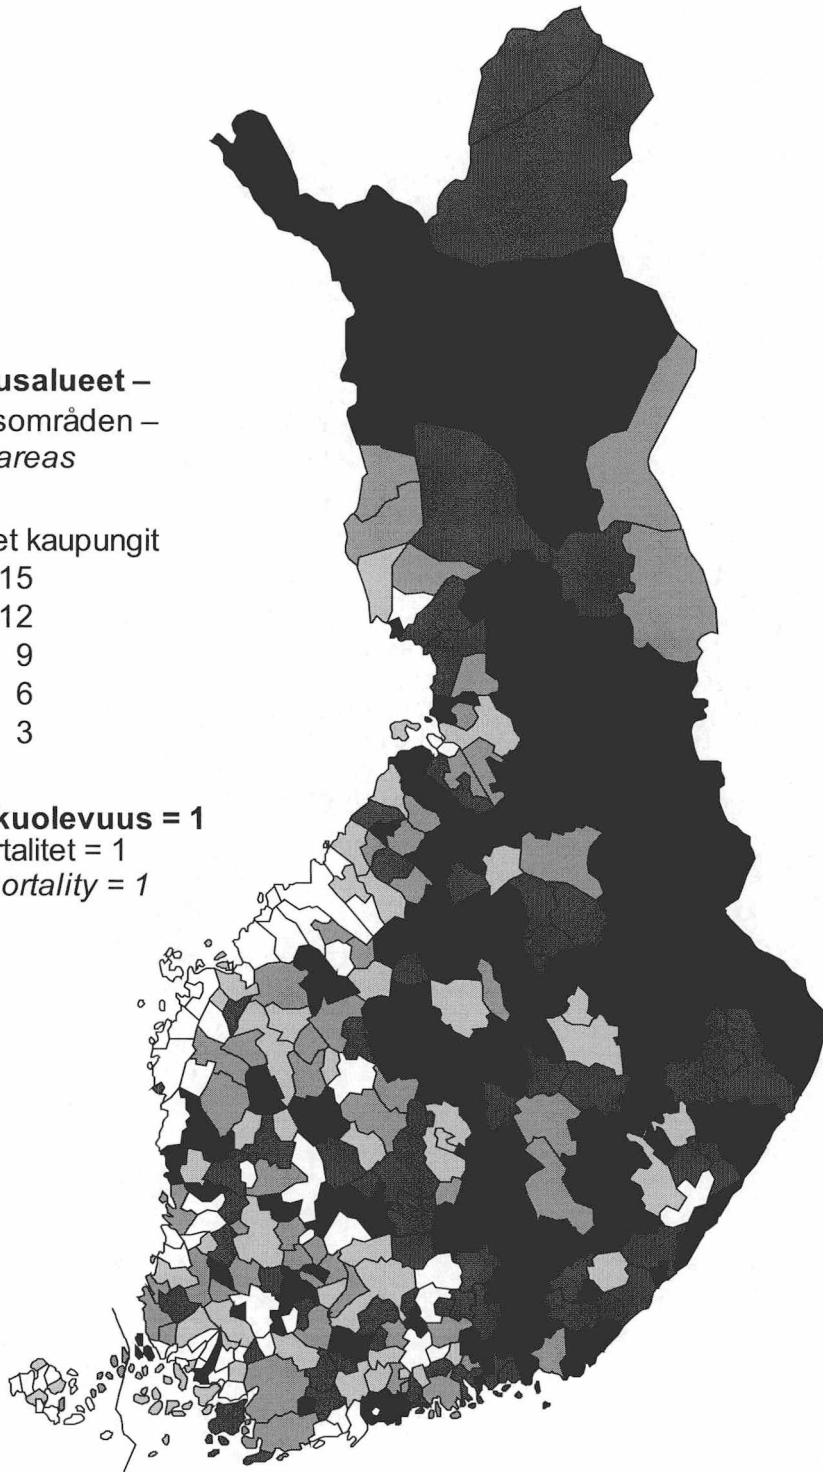 usalueet –
sområden –
areas
et kaupungit
15
12
9
6
3
kuolevuus = 1
rtalitet = 1
ortality = 1